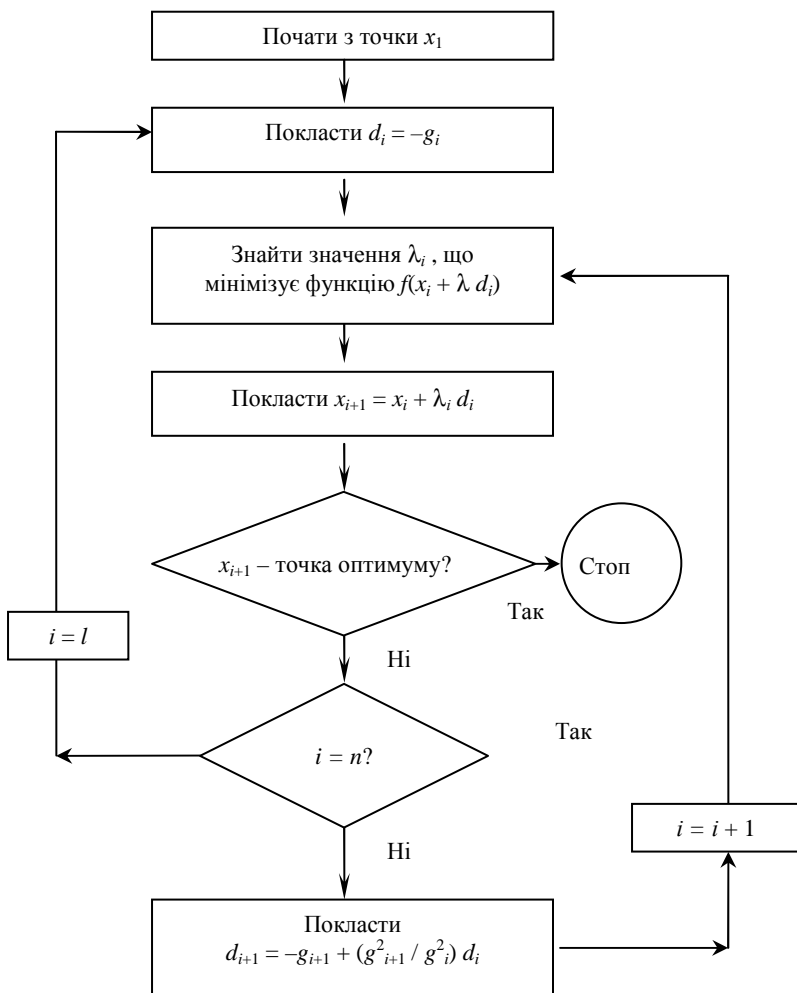 Почати з точки x₁
Покласти dᵢ = –gᵢ
Знайти значення λᵢ , що
мінімізує функцію f(xᵢ + λ dᵢ)
Покласти xᵢ₊₁ = xᵢ + λᵢ dᵢ
xᵢ₊₁ – точка оптимуму?
Стоп
Так
i = l
Ні
Так
i = n?
i = i + 1
Ні
Покласти
dᵢ₊₁ = –gᵢ₊₁ + (g²ᵢ₊₁ / g²ᵢ) dᵢ